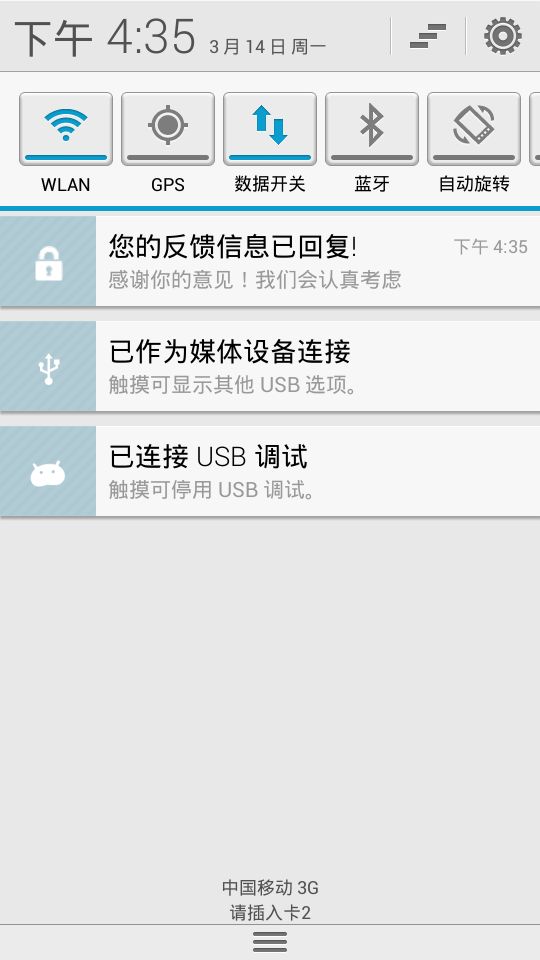 下午 4:35 3月14日 周一
WLAN GPS 数据开关 蓝牙 自动旋转
您的反馈信息已回复! 下午 4:35
感谢你的意见！我们会认真考虑
已作为媒体设备连接
触摸可显示其他 USB 选项。
已连接 USB 调试
触摸可停用 USB 调试。
中国移动 3G
请插入卡2